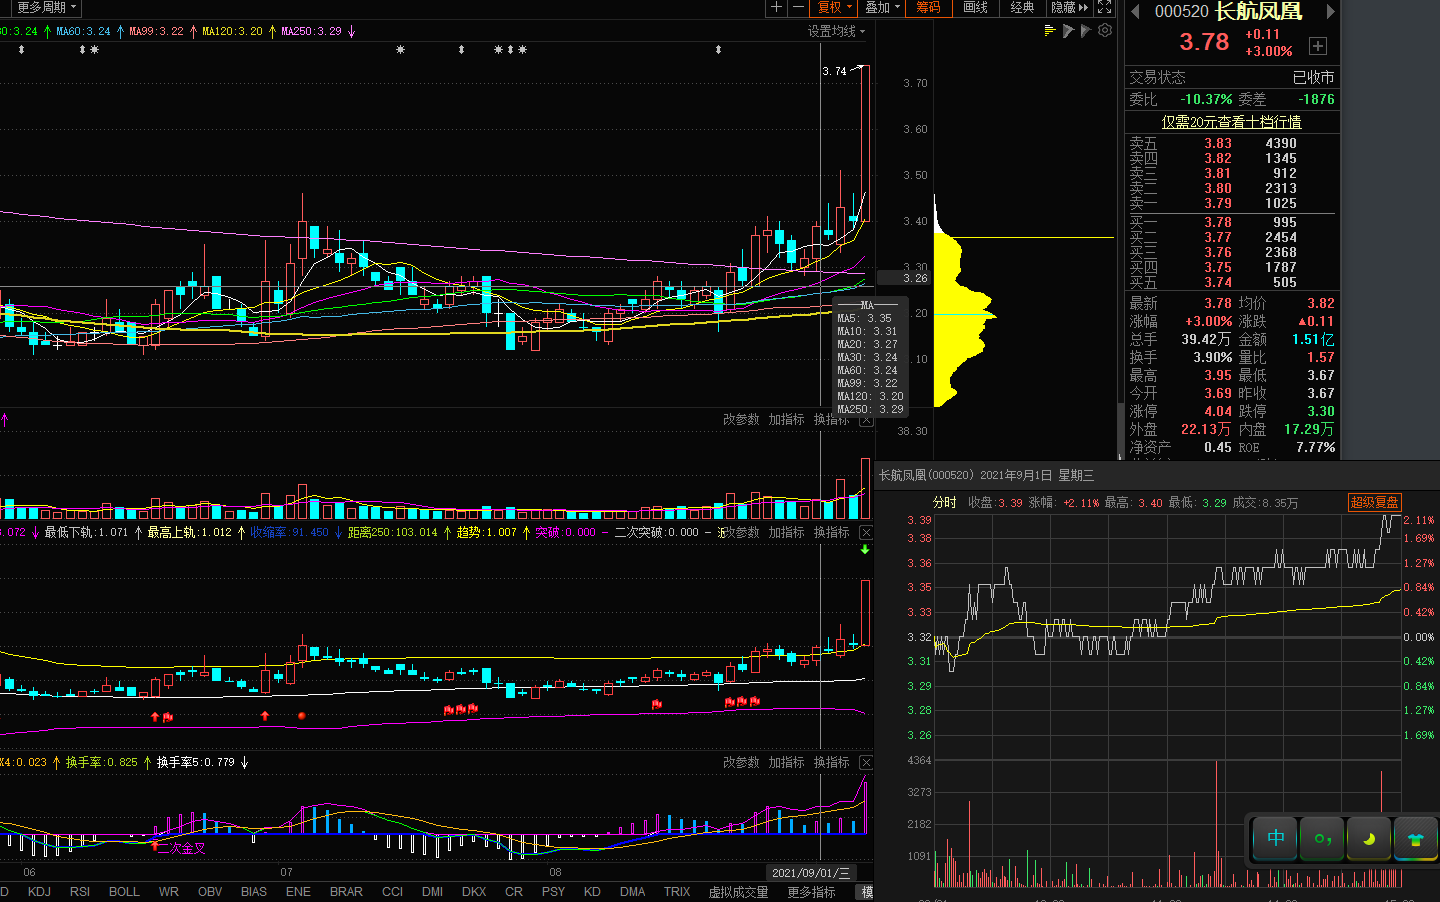 更多周期
复权 叠加 筹码 画线 经典 隐藏
3.24 MA60:3.24 MA99:3.22 MA120:3.20 MA250:3.29
设置均线
3.74
3.70
3.60
3.50
3.40
3.30
3.26
MA
MA5: 3.35
MA10: 3.31
MA20: 3.27
MA30: 3.24
MA60: 3.24
MA99: 3.22
MA120: 3.20
MA250: 3.29
改参数 加指标 换指标
38.30
最低下轨:1.071 最高上轨:1.012 收缩率:91.450 距离250:103.014 趋势:1.007 突破:0.000 二次突破:0.000
改参数 加指标 换指标
X4:0.023 换手率:0.825 换手率5:0.779
改参数 加指标 换指标
二次金叉
06 07 08 2021/09/01/三
D KDJ RSI BOLL WR OBV BIAS ENE BRAR CCI DMI DKX CR PSY KD DMA TRIX 虚拟成交量 更多指标 模
000520 长航凤凰
3.78 +0.11
+3.00%
交易状态 已收市
委比 -10.37% 委差 -1876
仅需20元查看十档行情
卖五 3.83 4390
卖四 3.82 1345
卖三 3.81 912
卖二 3.80 2313
卖一 3.79 1025
买一 3.78 995
买二 3.77 2454
买三 3.76 2368
买四 3.75 1787
买五 3.74 505
最新 3.78 均价 3.82
涨幅 +3.00% 涨跌 ▲0.11
总手 39.42万 金额 1.51亿
换手 3.90% 量比 1.57
最高 3.95 最低 3.67
今开 3.69 昨收 3.67
涨停 4.04 跌停 3.30
外盘 22.13万 内盘 17.29万
净资产 0.45 ROE 7.77%
长航凤凰(000520) 2021年9月1日 星期三
分时 收盘:3.39 涨幅: +2.11% 最高: 3.40 最低: 3.29 成交:8.35万 超级复盘
3.39 2.11%
3.38 1.69%
3.36 1.27%
3.35 0.84%
3.33 0.42%
3.32 0.00%
3.31 0.42%
3.29 0.84%
3.28 1.27%
3.26 1.69%
4364
3273
2182
1091
中